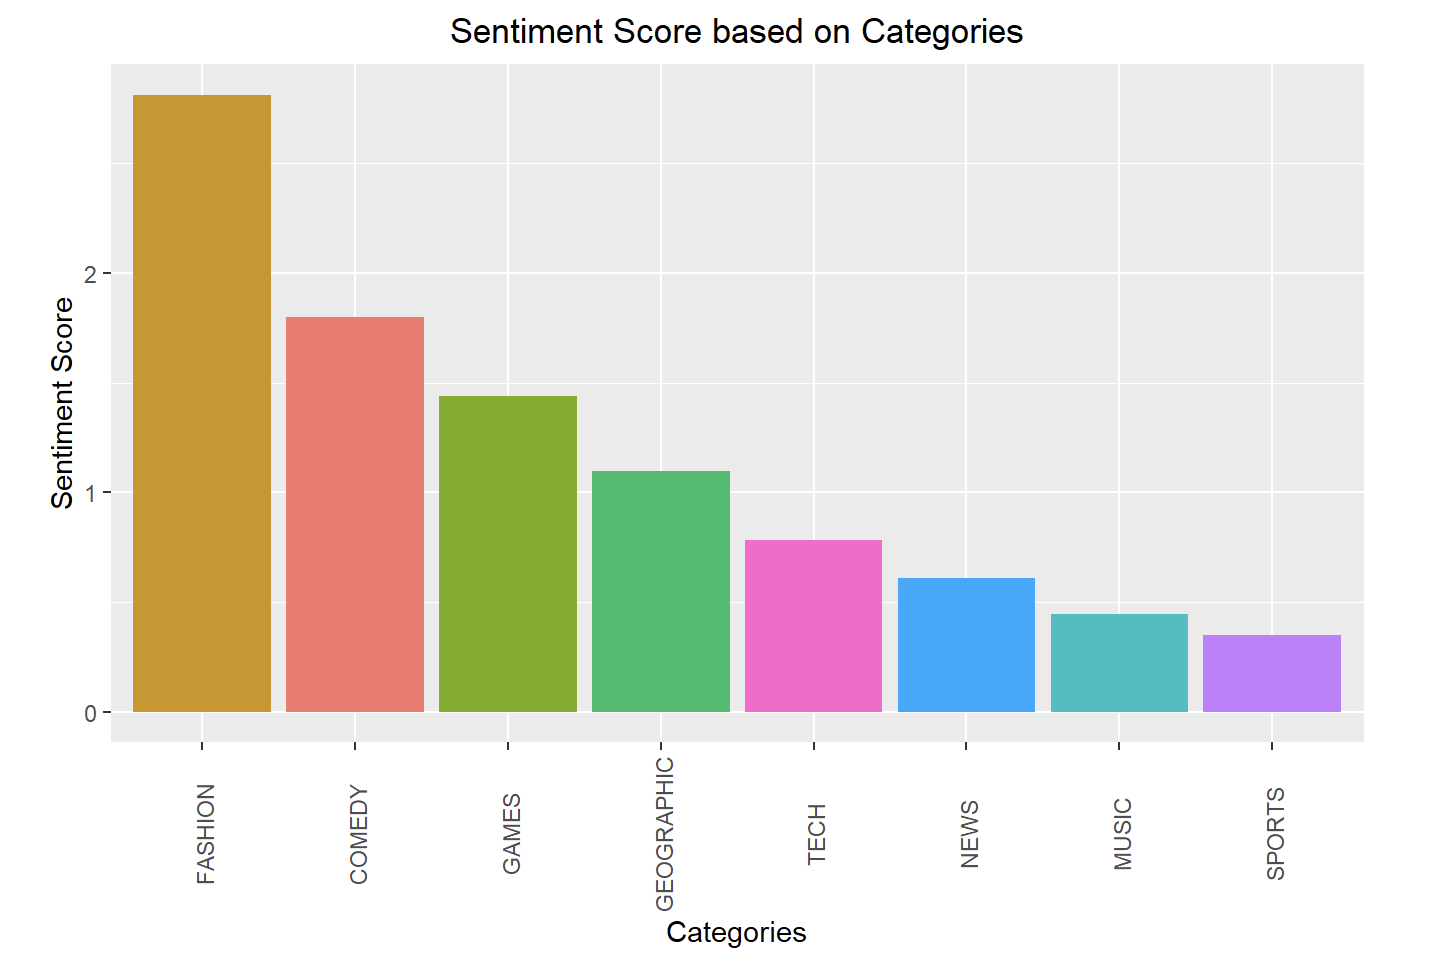 Sentiment Score based on Categories
Sentiment Score
2
1
0
FASHION
COMEDY
GAMES
GEOGRAPHIC
TECH
NEWS
MUSIC
SPORTS
Categories